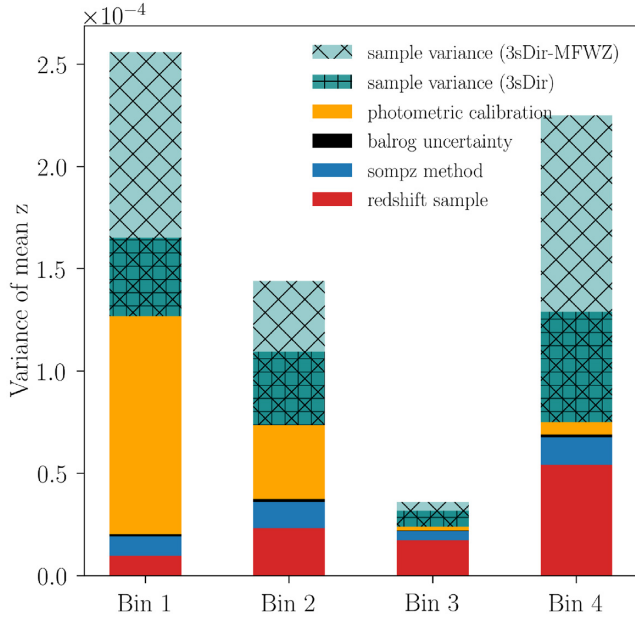 ×10⁻⁴
Variance of mean z
2.5
2.0
1.5
1.0
0.5
0.0
sample variance (3sDir-MFWZ)
sample variance (3sDir)
photometric calibration
balrog uncertainty
sompz method
redshift sample
Bin 1 Bin 2 Bin 3 Bin 4